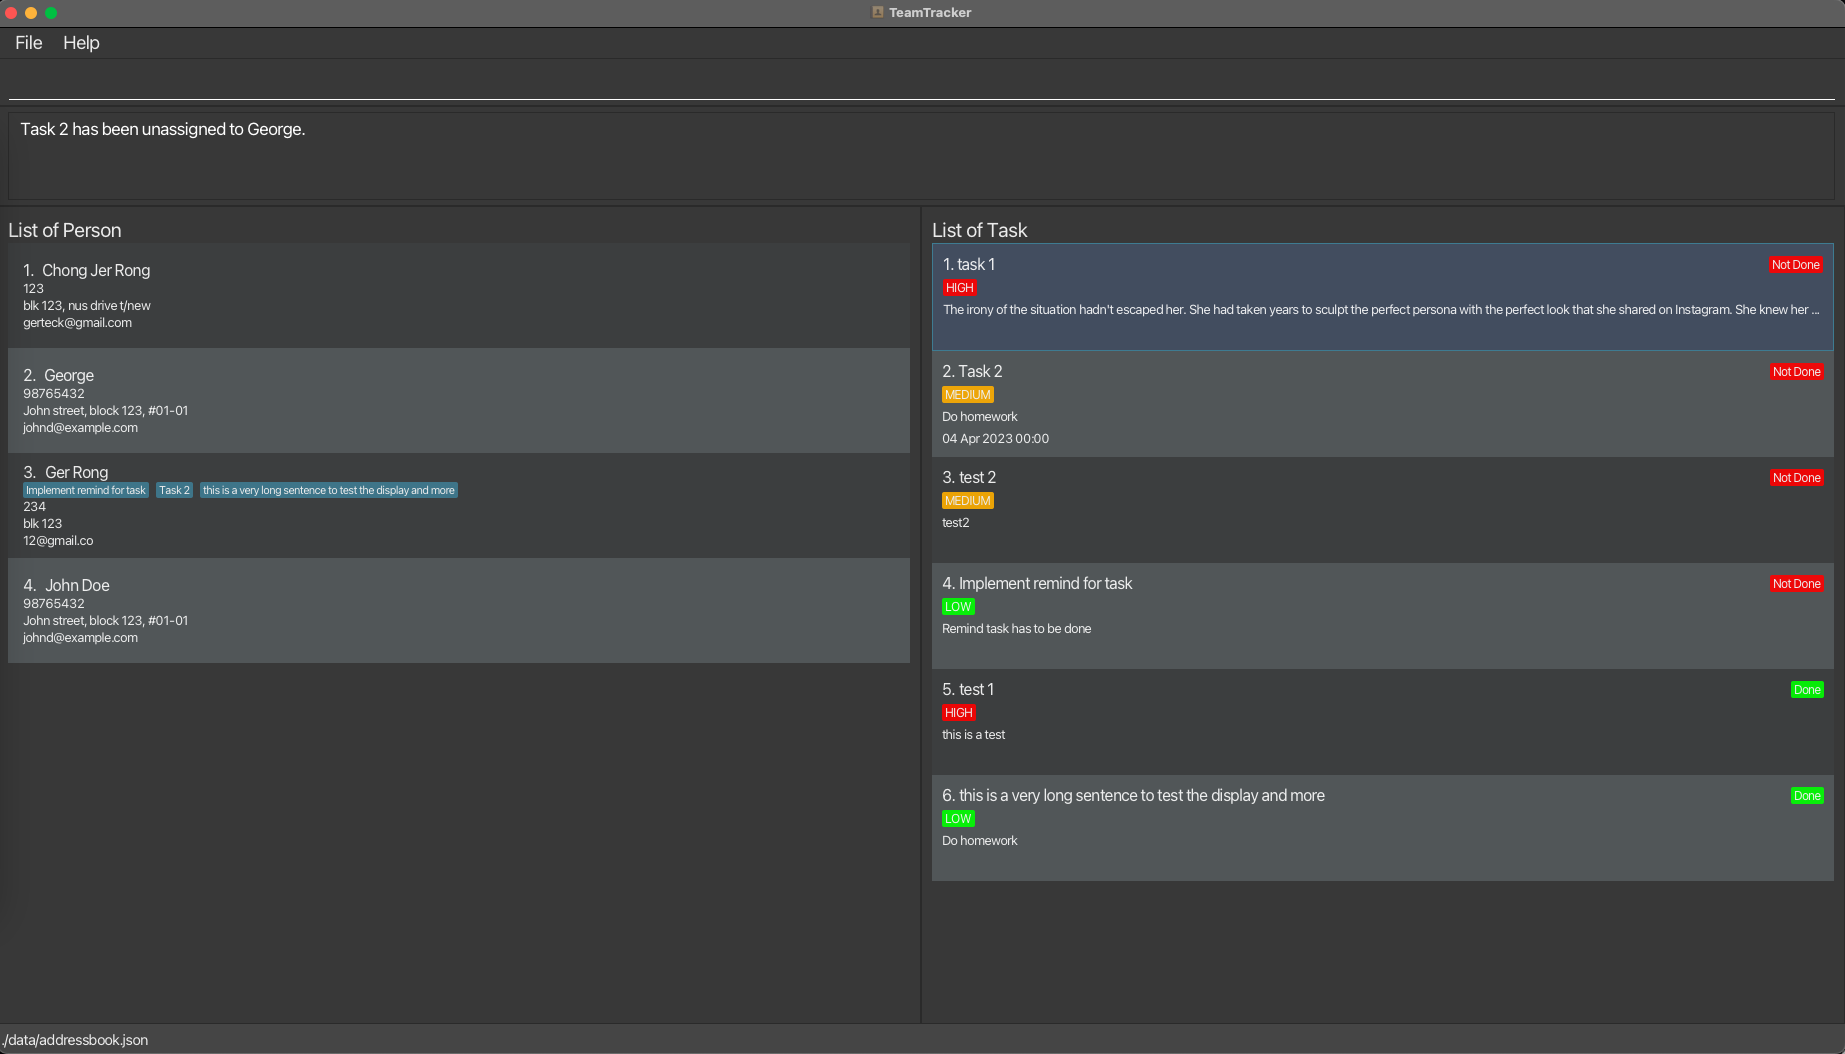 TeamTracker
File Help
Task 2 has been unassigned to George.
List of Person
1. Chong Jer Rong
123
blk 123, nus drive t/new
gerteck@gmail.com
2. George
98765432
John street, block 123, #01-01
johnd@example.com
3. Ger Rong
Implement remind for task Task 2 this is a very long sentence to test the display and more
234
blk 123
12@gmail.co
4. John Doe
98765432
John street, block 123, #01-01
johnd@example.com
List of Task
1. task 1 Not Done
HIGH
The irony of the situation hadn't escaped her. She had taken years to sculpt the perfect persona with the perfect look that she shared on Instagram. She knew her ...
2. Task 2 Not Done
MEDIUM
Do homework
04 Apr 2023 00:00
3. test 2 Not Done
MEDIUM
test2
4. Implement remind for task Not Done
LOW
Remind task has to be done
5. test 1 Done
HIGH
this is a test
6. this is a very long sentence to test the display and more Done
LOW
Do homework
./data/addressbook.json